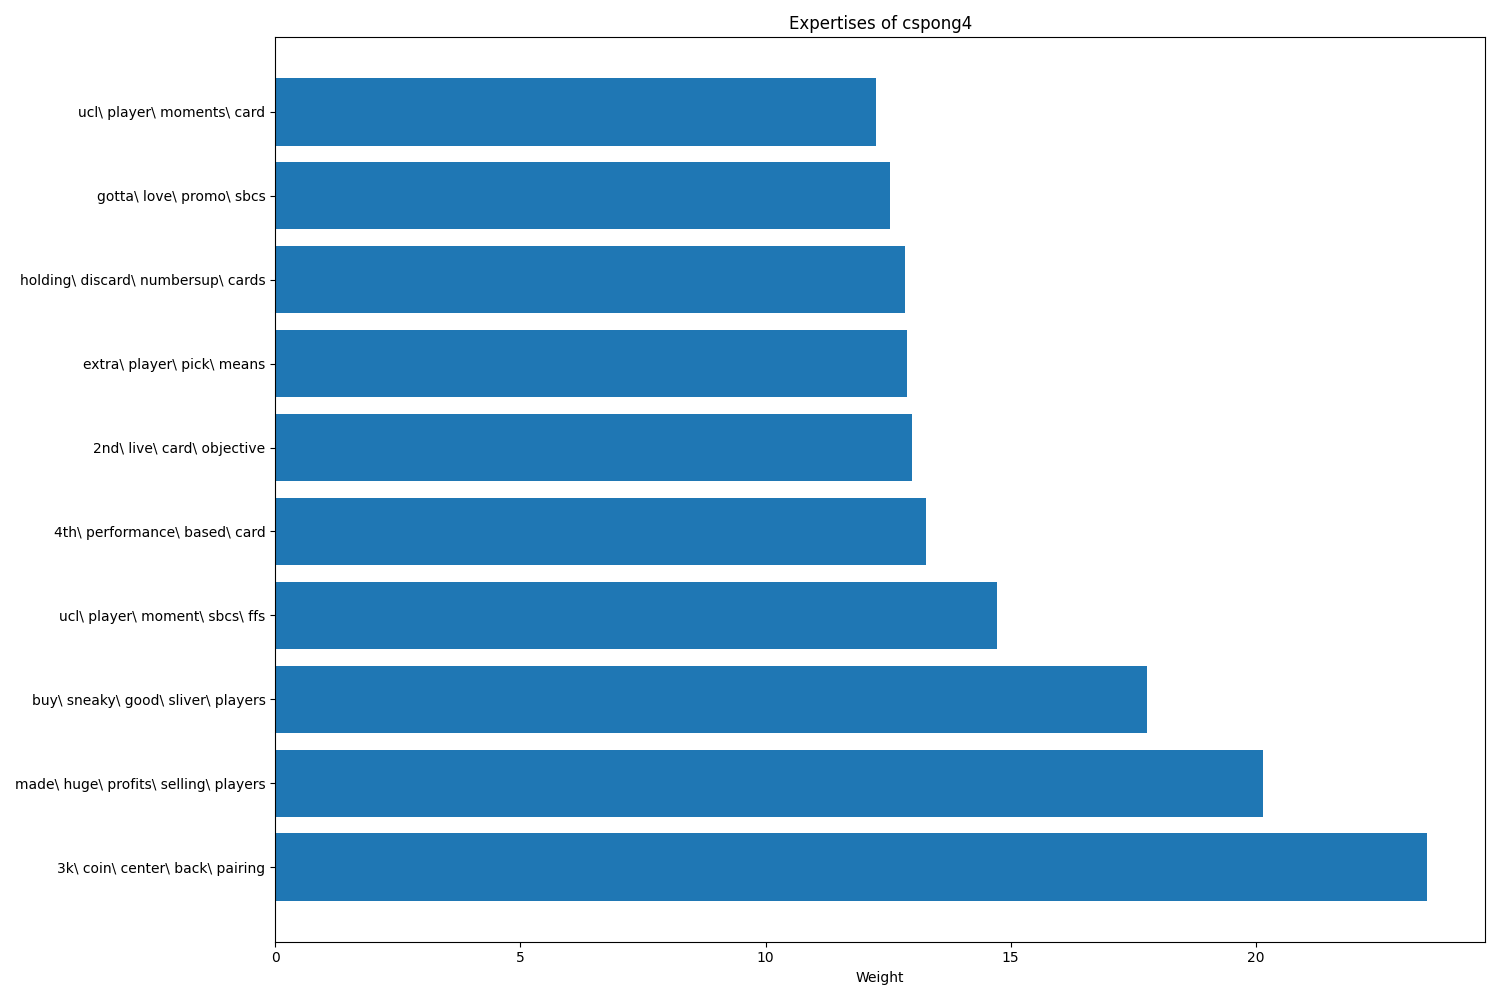 Expertises of cspong4
ucl\ player\ moments\ card
gotta\ love\ promo\ sbcs
holding\ discard\ numbersup\ cards
extra\ player\ pick\ means
2nd\ live\ card\ objective
4th\ performance\ based\ card
ucl\ player\ moment\ sbcs\ ffs
buy\ sneaky\ good\ sliver\ players
made\ huge\ profits\ selling\ players
3k\ coin\ center\ back\ pairing
0 5 10 15 20
Weight